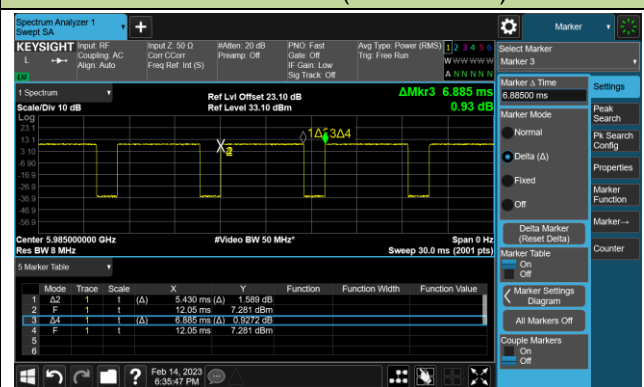 Spectrum Analyzer 1
Swept SA
Marker
KEYSIGHT
L
Input: RF
Coupling: AC
Align: Auto
Input Z: 50 Ω
Corr CCorr
Freq Ref: Int (S)
#Atten: 20 dB
Preamp: Off
PNO: Fast
Gate: Off
IF Gain: Low
Sig Track: Off
Avg Type: Power (RMS)
Trig: Free Run
1 2 3 4 5 6
W W W W W W
A N N N N N
Select Marker
Marker 3
1 Spectrum
Scale/Div 10 dB
Log
Ref Lvl Offset 23.10 dB
Ref Level 33.10 dBm
ΔMkr3 6.885 ms
0.93 dB
23.1
13.1
3.10
-6.90
-16.9
-26.9
-36.9
-46.9
-56.9
Center 5.985000000 GHz
Res BW 8 MHz
#Video BW 50 MHz*
Span 0 Hz
Sweep 30.0 ms (2001 pts)
5 Marker Table
Mode Trace Scale X Y Function Function Width Function Value
1 Δ2 1 t (Δ) 5.430 ms (Δ) 1.589 dB
2 F 1 t 12.05 ms 7.281 dBm
3 Δ4 1 t (Δ) 6.885 ms (Δ) 0.9272 dB
4 F 1 t 12.05 ms 7.281 dBm
5
6
Marker Δ Time
6.88500 ms
Marker Mode
Normal
Delta (Δ)
Fixed
Off
Delta Marker
(Reset Delta)
Marker Table
On
Off
Marker Settings
Diagram
All Markers Off
Couple Markers
On
Off
Settings
Peak
Search
Pk Search
Config
Properties
Marker
Function
Marker→
Counter
Feb 14, 2023
6:35:47 PM